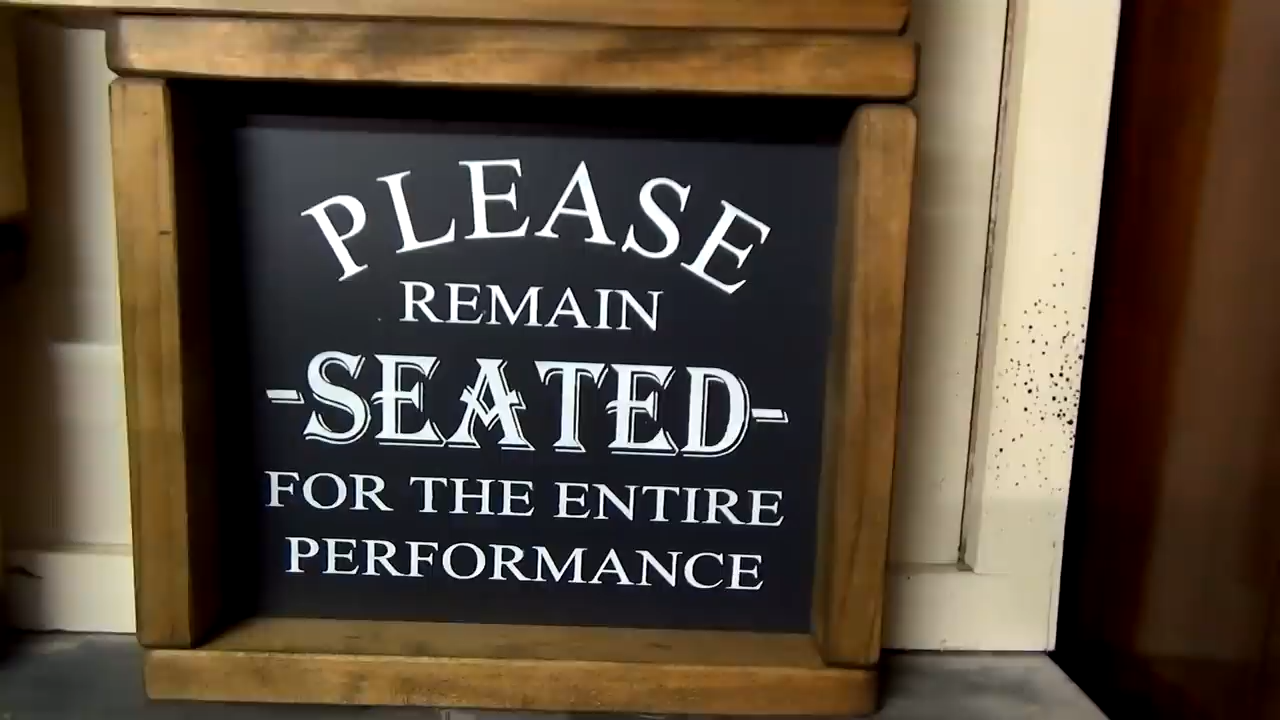 PLEASE
REMAIN
-SEATED-
FOR THE ENTIRE
PERFORMANCE